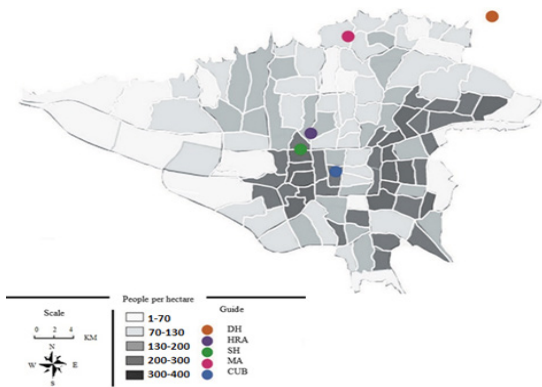 People per hectare
Guide
Scale
0 2 4
KM
N
W E
S
1-70
70-130
130-200
200-300
300-400
DH
HRA
SH
MA
CUB